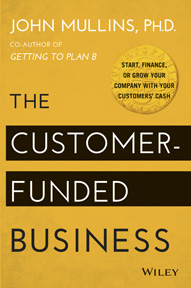 JOHN MULLINS, PH.D.
CO-AUTHOR OF
GETTING TO PLAN B
START, FINANCE,
OR GROW YOUR
COMPANY WITH YOUR
CUSTOMERS' CASH
THE
CUSTOMER-
FUNDED
BUSINESS
WILEY